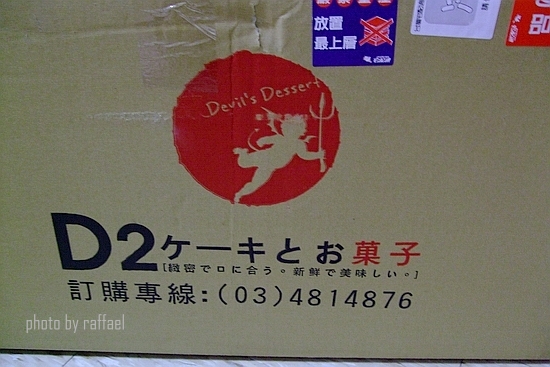 放置
最上層
品
Devil's Dessert
D2ケーキとお菓子
[緻密で口に合う。新鮮で美味しい。]
訂購專線:(03)4814876
photo by raffael